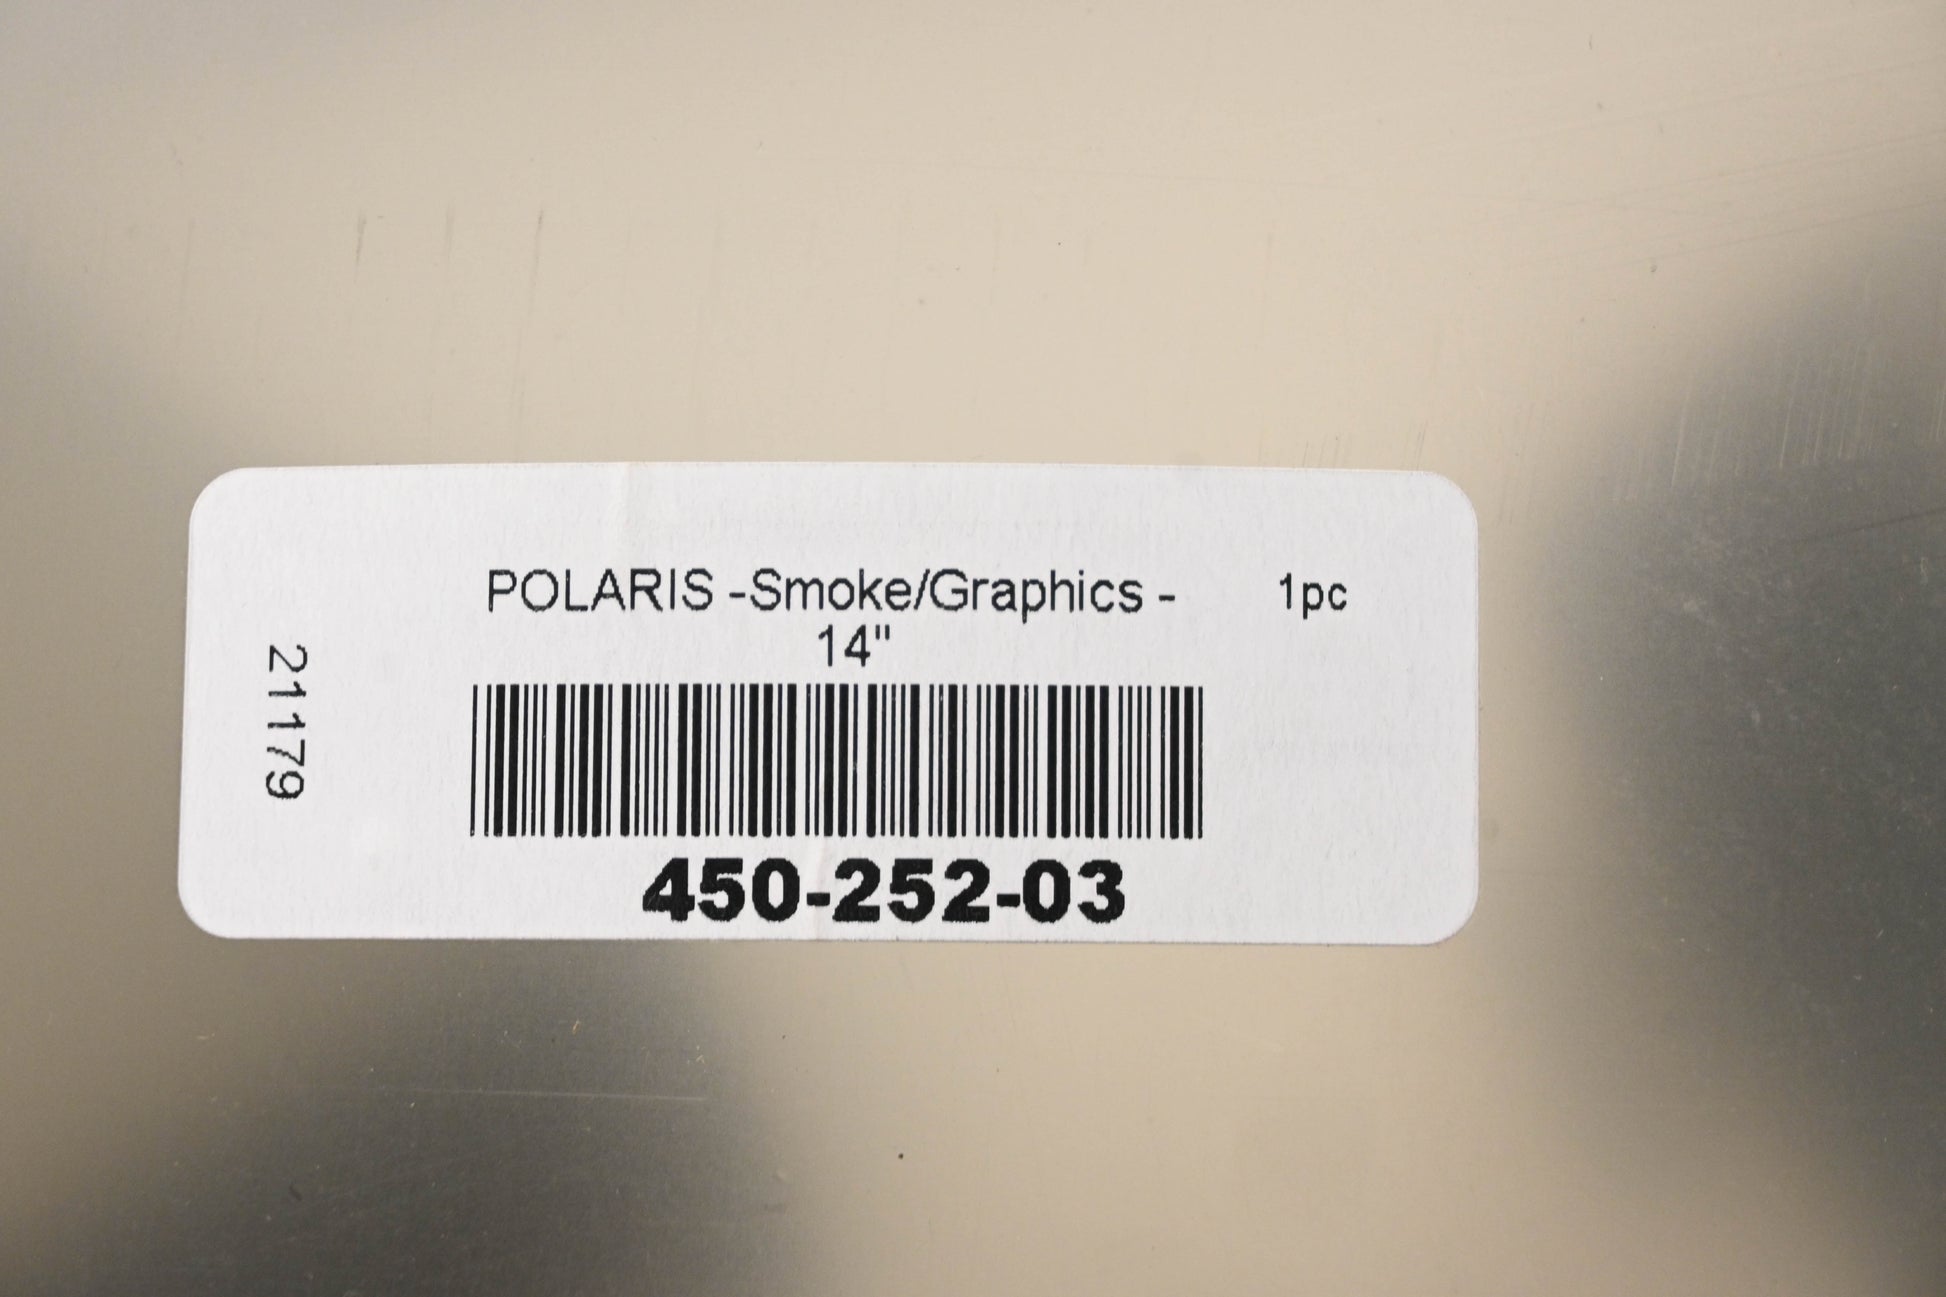 POLARIS -Smoke/Graphics -
14"
1pc
21179
450-252-03